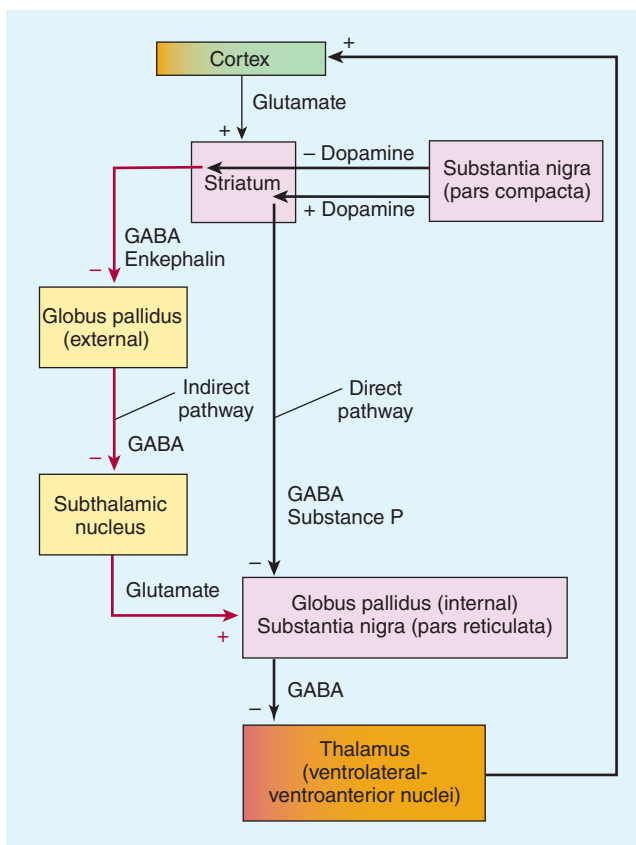 +
Cortex
Glutamate
+
– Dopamine
Striatum
Substantia nigra
(pars compacta)
+ Dopamine
GABA
Enkephalin
–
Globus pallidus
(external)
Indirect
pathway
Direct
pathway
– GABA
Subthalamic
nucleus
GABA
Substance P
–
Glutamate
+
Globus pallidus (internal)
Substantia nigra (pars reticulata)
GABA
–
Thalamus
(ventrolateral-
ventroanterior nuclei)